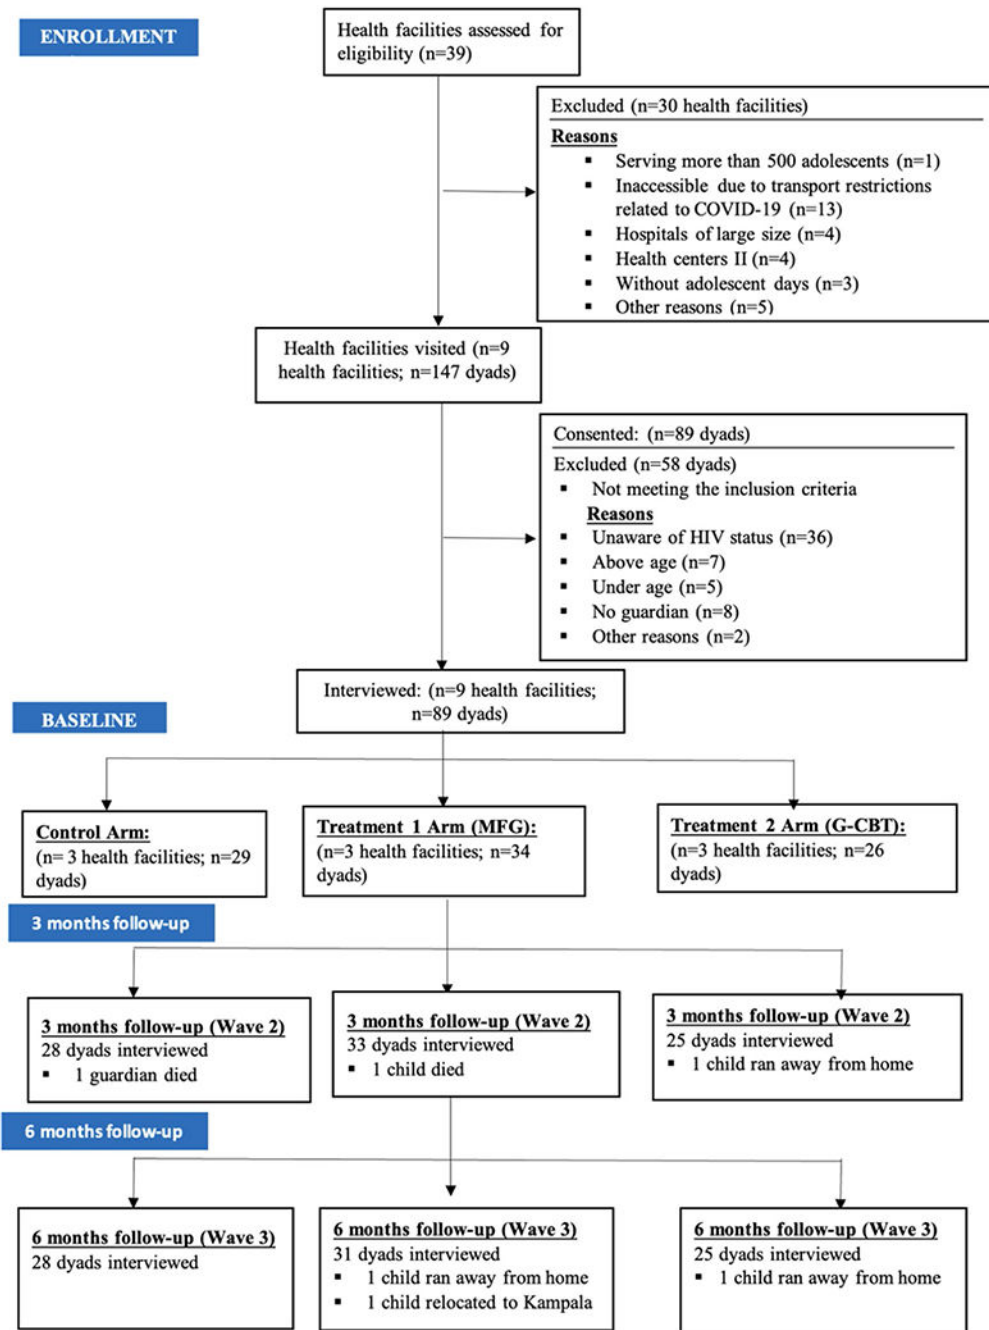 ENROLLMENT
Health facilities assessed for
eligibility (n=39)
Excluded (n=30 health facilities)
Reasons
▪ Serving more than 500 adolescents (n=1)
▪ Inaccessible due to transport restrictions
related to COVID-19 (n=13)
▪ Hospitals of large size (n=4)
▪ Health centers II (n=4)
▪ Without adolescent days (n=3)
▪ Other reasons (n=5)
Health facilities visited (n=9
health facilities; n=147 dyads)
Consented: (n=89 dyads)
Excluded (n=58 dyads)
▪ Not meeting the inclusion criteria
Reasons
▪ Unaware of HIV status (n=36)
▪ Above age (n=7)
▪ Under age (n=5)
▪ No guardian (n=8)
▪ Other reasons (n=2)
Interviewed: (n=9 health facilities;
n=89 dyads)
BASELINE
Control Arm:
(n= 3 health facilities; n=29
dyads)
Treatment 1 Arm (MFG):
(n=3 health facilities; n=34
dyads)
Treatment 2 Arm (G-CBT):
(n=3 health facilities; n=26
dyads)
3 months follow-up
3 months follow-up (Wave 2)
28 dyads interviewed
▪ 1 guardian died
3 months follow-up (Wave 2)
33 dyads interviewed
▪ 1 child died
3 months follow-up (Wave 2)
25 dyads interviewed
▪ 1 child ran away from home
6 months follow-up
6 months follow-up (Wave 3)
28 dyads interviewed
6 months follow-up (Wave 3)
31 dyads interviewed
▪ 1 child ran away from home
▪ 1 child relocated to Kampala
6 months follow-up (Wave 3)
25 dyads interviewed
▪ 1 child ran away from home